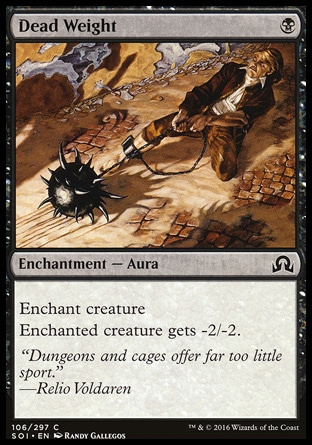 Dead Weight
Enchantment — Aura
Enchant creature
Enchanted creature gets -2/-2.
“Dungeons and cages offer far too little
sport.”
—Relio Voldaren
106/297 C
SOI • EN RANDY GALLEGOS
™ & © 2016 Wizards of the Coast